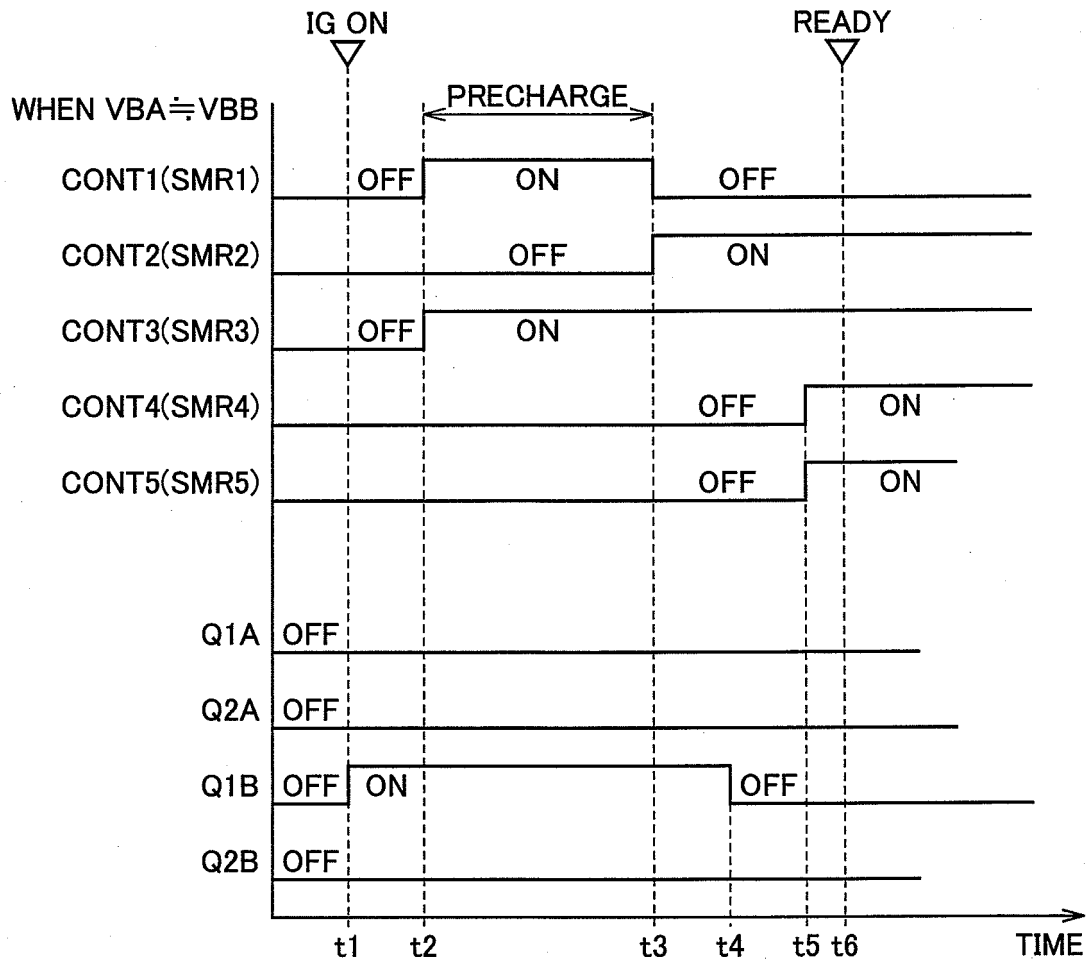 IG ON READY
WHEN VBA≒VBB PRECHARGE
CONT1(SMR1) OFF ON OFF
CONT2(SMR2) OFF ON
CONT3(SMR3) OFF ON
CONT4(SMR4) OFF ON
CONT5(SMR5) OFF ON
Q1A OFF
Q2A OFF
Q1B OFF ON OFF
Q2B OFF
t1 t2 t3 t4 t5 t6 TIME